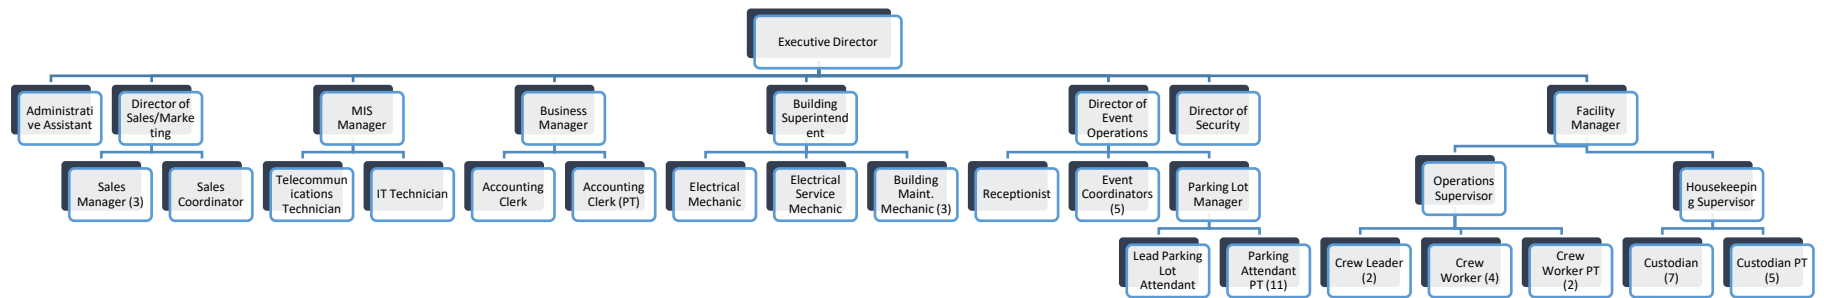 Executive Director
Administrati
ve Assistant
Director of
Sales/Marke
ting
MIS
Manager
Business
Manager
Building
Superintend
ent
Director of
Event
Operations
Director of
Security
Facility
Manager
Sales
Manager (3)
Sales
Coordinator
Telecommun
ications
Technician
IT Technician
Accounting
Clerk
Accounting
Clerk (PT)
Electrical
Mechanic
Electrical
Service
Mechanic
Building
Maint.
Mechanic (3)
Receptionist
Event
Coordinators
(5)
Parking Lot
Manager
Operations
Supervisor
Housekeepin
g Supervisor
Lead Parking
Lot
Attendant
Parking
Attendant
PT (11)
Crew Leader
(2)
Crew
Worker (4)
Crew
Worker PT
(2)
Custodian
(7)
Custodian PT
(5)